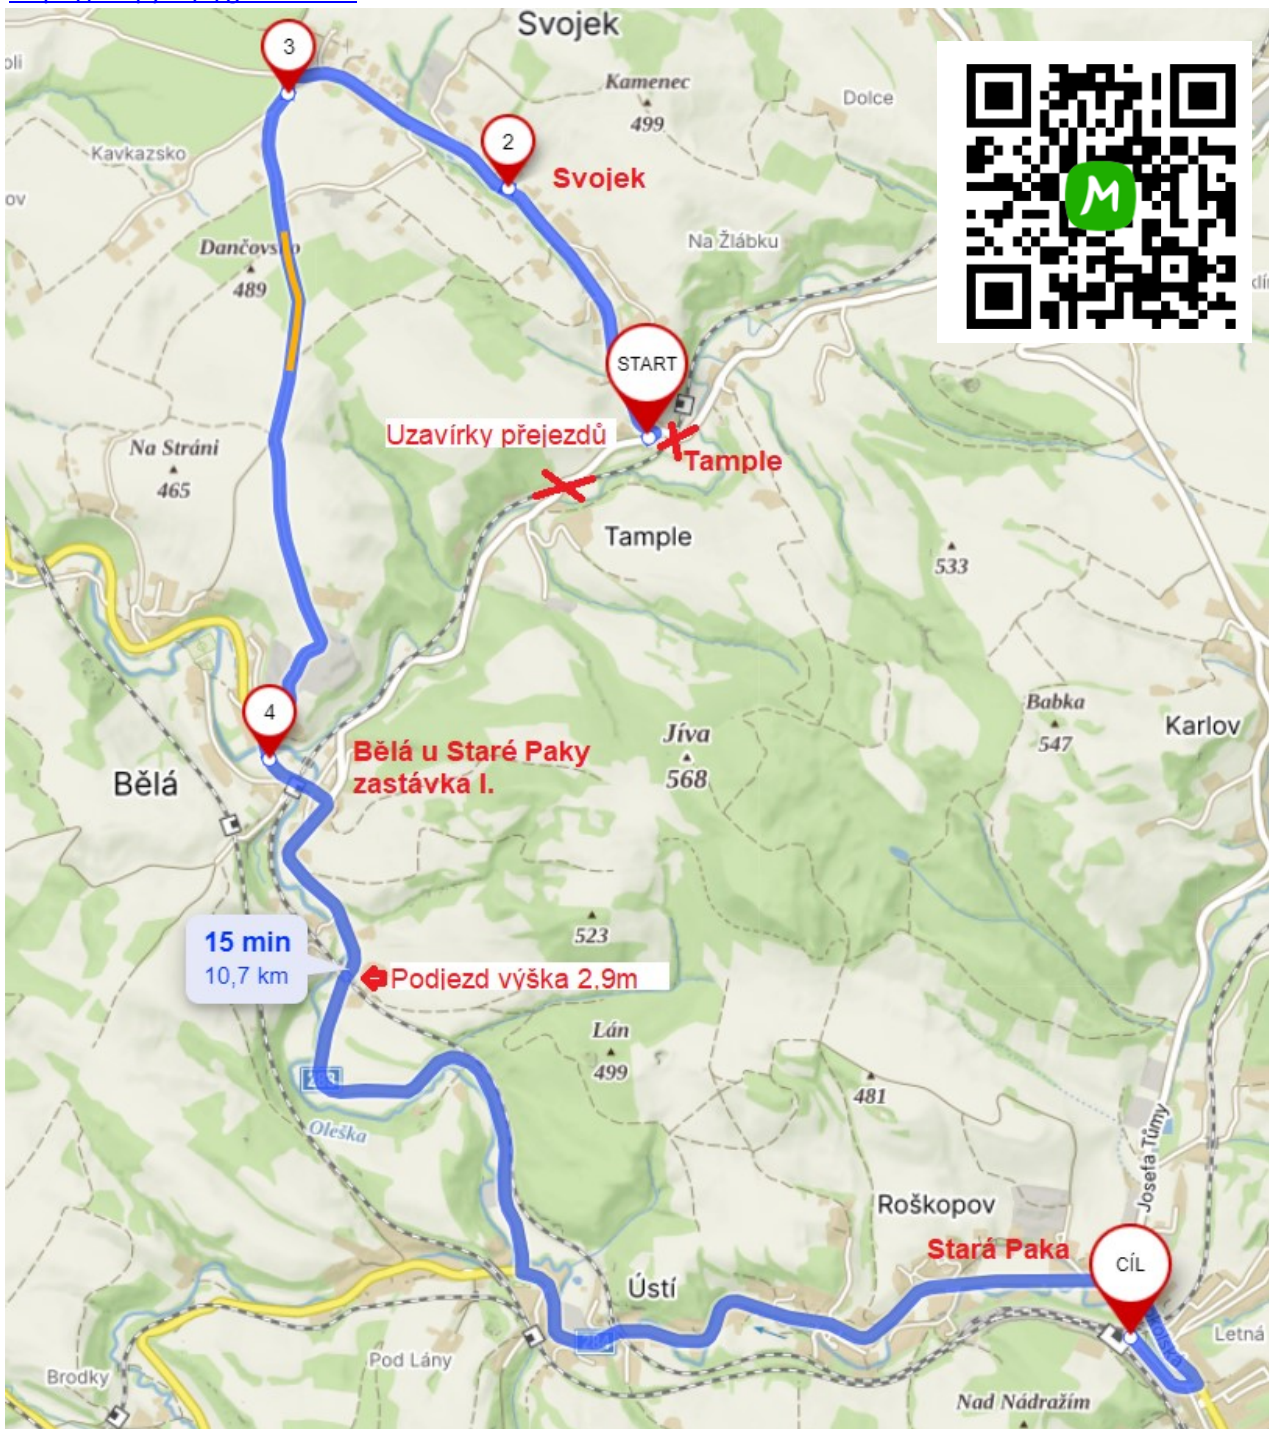 Svojek
3
Kamenec
499
Dolce
2
Kavkazsko
Svojek
ov
Na Žlábku
Dančovsko
489
START
Uzavírky přejezdů
Tample
Na Stráni
465
Tample
533
4
Babka
547
Karlov
Jíva
568
Bělá u Staré Paky
zastávka I.
Bělá
15 min
10,7 km
523
Podjezd výška 2,9m
Lán
499
481
Oleška
Josefa Tůmy
Roškopov
Stará Paka
CÍL
Ústí
284
Letná
Pod Lány
Brodky
Nad Nádražím